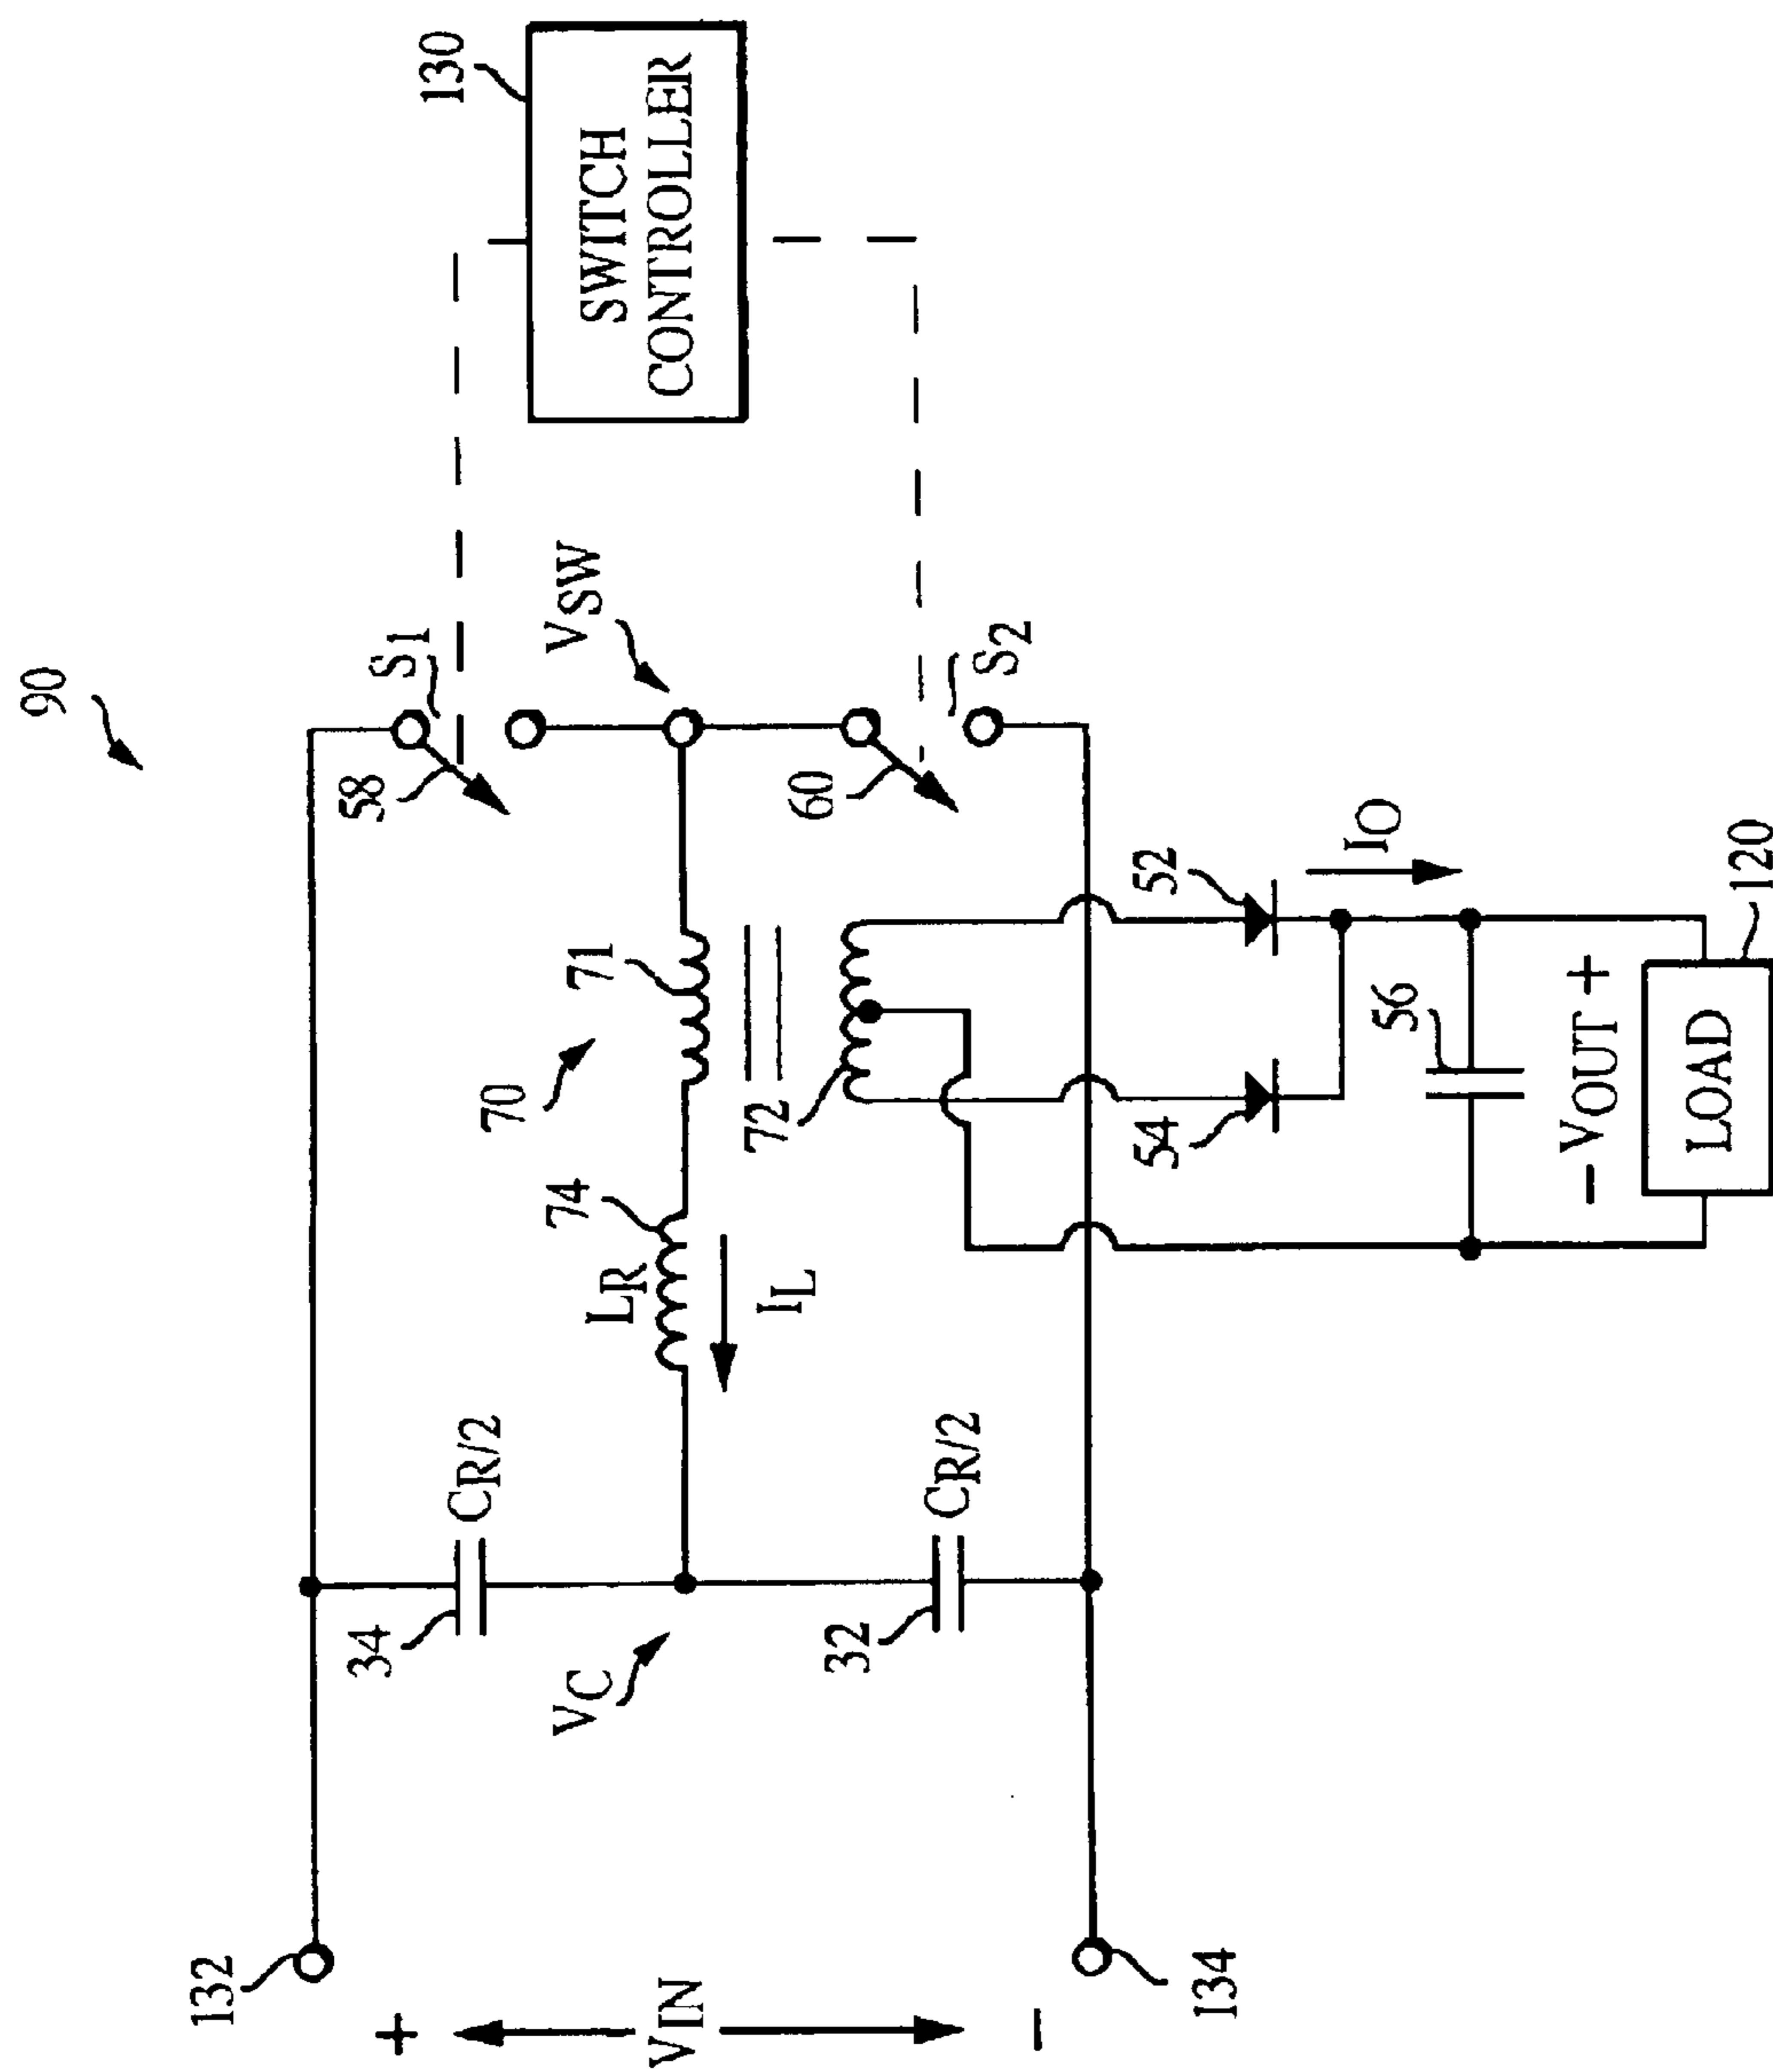 90
132
+
VIN
−
134
34
CR/2
VC
32
CR/2
LR
74
IL
70
71
72
58
S1
VSW
60
S2
130
SWITCH
CONTROLLER
54
52
IO
56
− VOUT +
LOAD
120